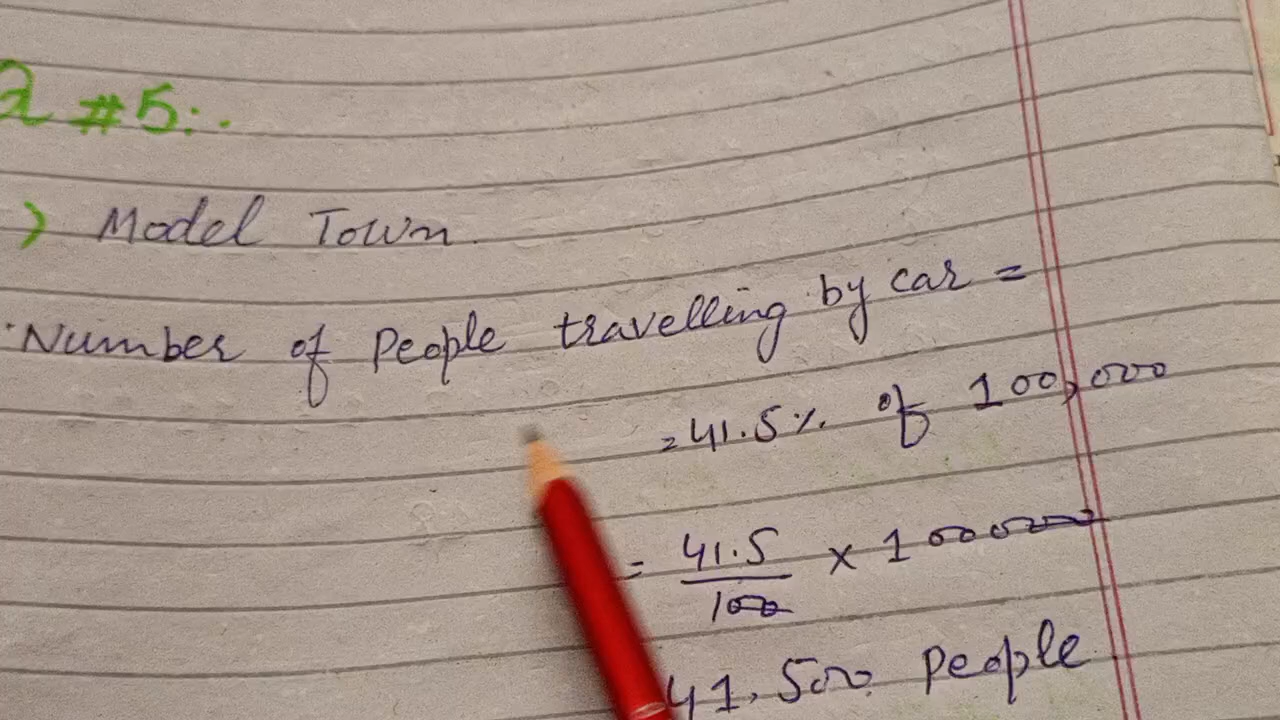 Q #5:.
> Model Town.
Number of People travelling by car =
= 41.5% of 100,000
= 41.5/100 x 100000
41,500 People